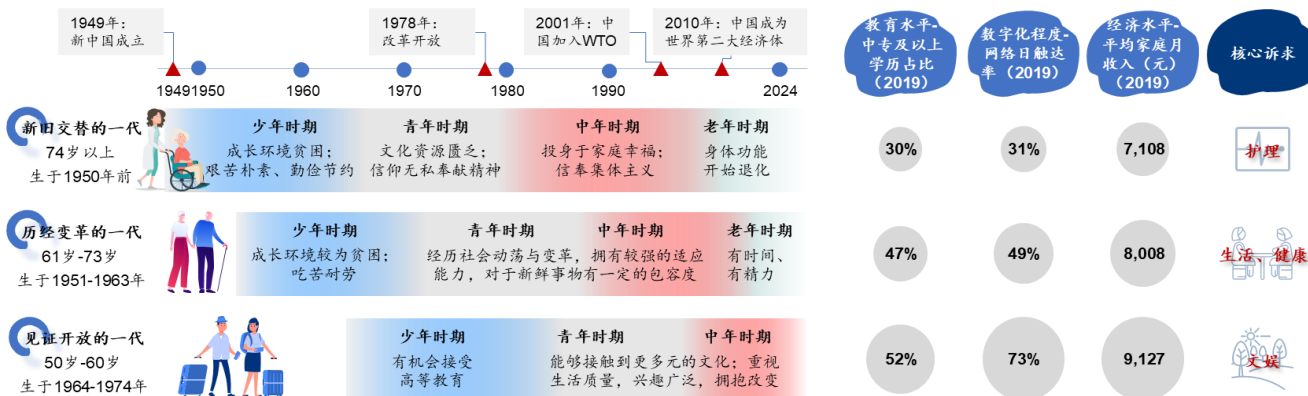 1949年：
新中国成立
1978年：
改革开放
2001年：中
国加入WTO
2010年：中国成为
世界第二大经济体
1949
1950
1960
1970
1980
1990
2024
教育水平-
中专及以上
学历占比
（2019）
数字化程度-
网络日触达
率（2019）
经济水平-
平均家庭月
收入（元）
（2019）
核心诉求
新旧交替的一代
74岁以上
生于1950年前
少年时期
成长环境贫困；
艰苦朴素、勤俭节约
青年时期
文化资源匮乏；
信仰无私奉献精神
中年时期
投身于家庭幸福；
信奉集体主义
老年时期
身体功能
开始退化
30%
31%
7,108
护理
历经变革的一代
61岁-73岁
生于1951-1963年
少年时期
成长环境较为贫困；
吃苦耐劳
青年时期
中年时期
经历社会动荡与变革，拥有较强的适应
能力，对于新鲜事物有一定的包容度
老年时期
有时间、
有精力
47%
49%
8,008
生活、健康
见证开放的一代
50岁-60岁
生于1964-1974年
少年时期
有机会接受
高等教育
青年时期
中年时期
能够接触到更多元的文化；重视
生活质量，兴趣广泛，拥抱改变
52%
73%
9,127
文娱